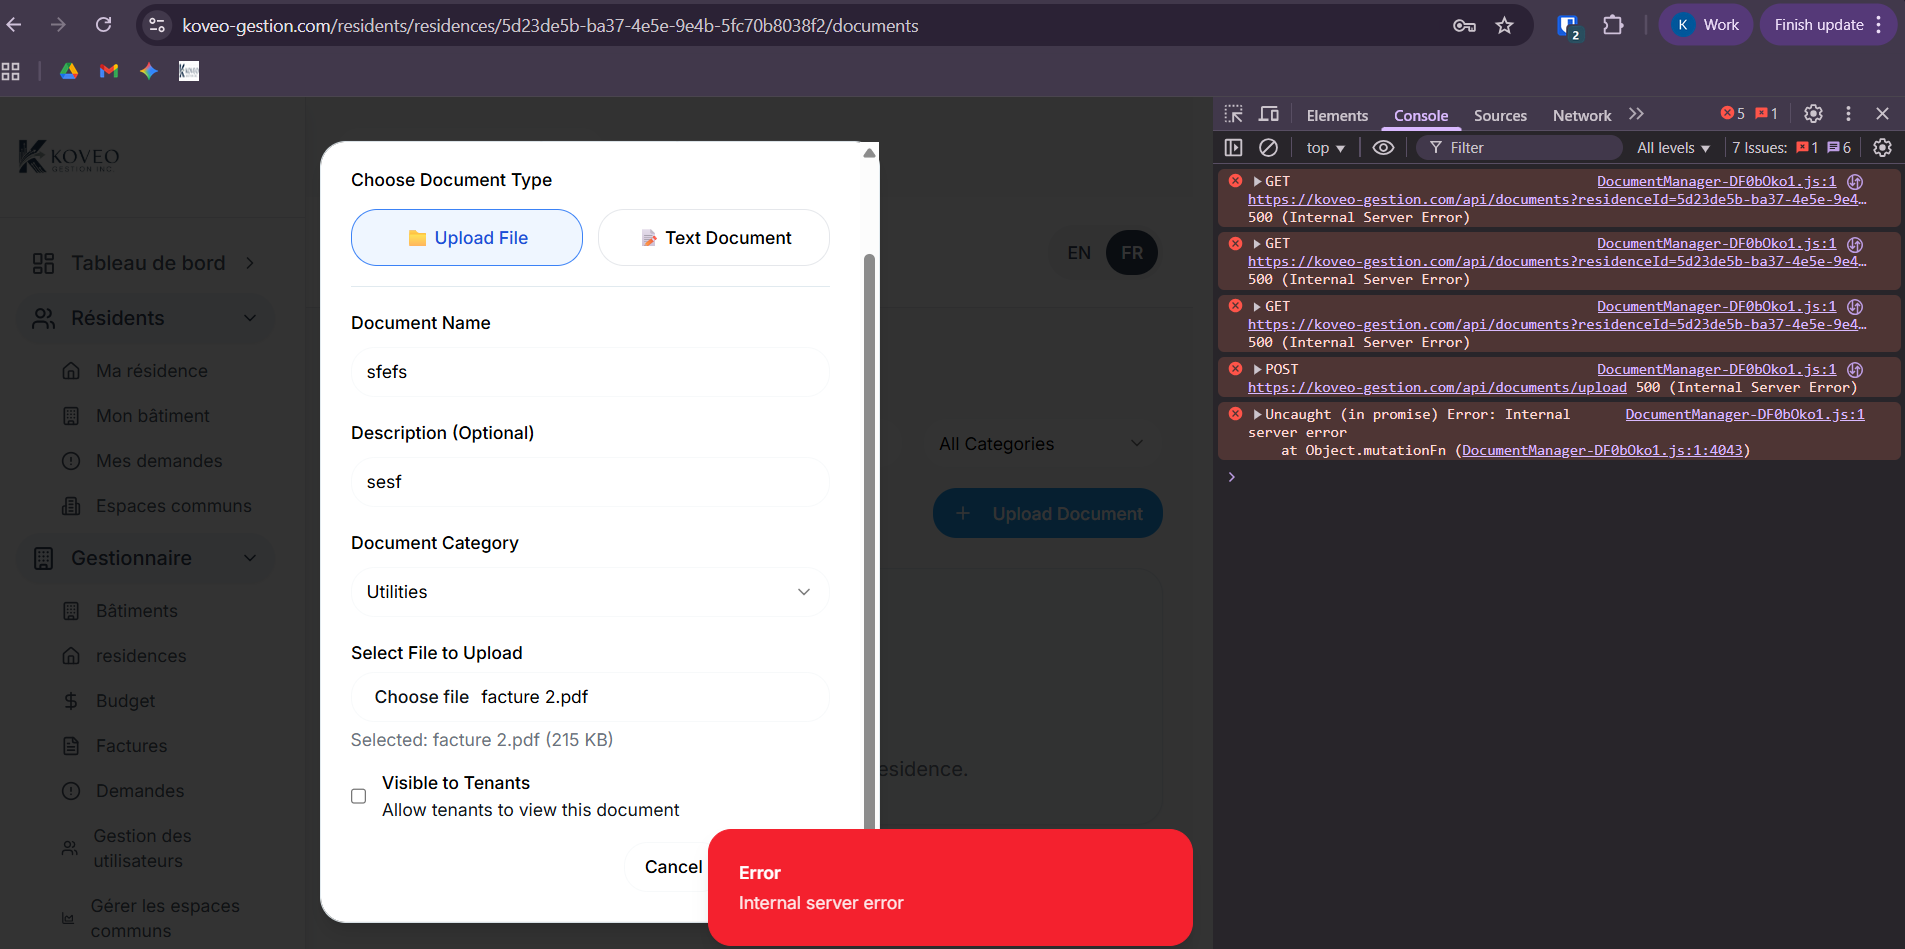 koveo-gestion.com/residents/residences/5d23de5b-ba37-4e5e-9e4b-5fc70b8038f2/documents
2
K Work
Finish update
KOVEO
GESTION INC
Tableau de bord
Résidents
Ma résidence
Mon bâtiment
Mes demandes
Espaces communs
Gestionnaire
Bâtiments
residences
Budget
Factures
Demandes
Gestion des
utilisateurs
Gérer les espaces
communs
EN FR
All Categories
+ Upload Document
esidence.
Choose Document Type
Upload File
Text Document
Document Name
sfefs
Description (Optional)
sesf
Document Category
Utilities
Select File to Upload
Choose file facture 2.pdf
Selected: facture 2.pdf (215 KB)
Visible to Tenants
Allow tenants to view this document
Cancel
Error
Internal server error
Elements Console Sources Network 5 1
top Filter All levels 7 Issues: 1 6
GET DocumentManager-DF0bOko1.js:1
https://koveo-gestion.com/api/documents?residenceId=5d23de5b-ba37-4e5e-9e4…
500 (Internal Server Error)
GET DocumentManager-DF0bOko1.js:1
https://koveo-gestion.com/api/documents?residenceId=5d23de5b-ba37-4e5e-9e4…
500 (Internal Server Error)
GET DocumentManager-DF0bOko1.js:1
https://koveo-gestion.com/api/documents?residenceId=5d23de5b-ba37-4e5e-9e4…
500 (Internal Server Error)
POST DocumentManager-DF0bOko1.js:1
https://koveo-gestion.com/api/documents/upload 500 (Internal Server Error)
Uncaught (in promise) Error: Internal DocumentManager-DF0bOko1.js:1
server error
at Object.mutationFn (DocumentManager-DF0bOko1.js:1:4043)